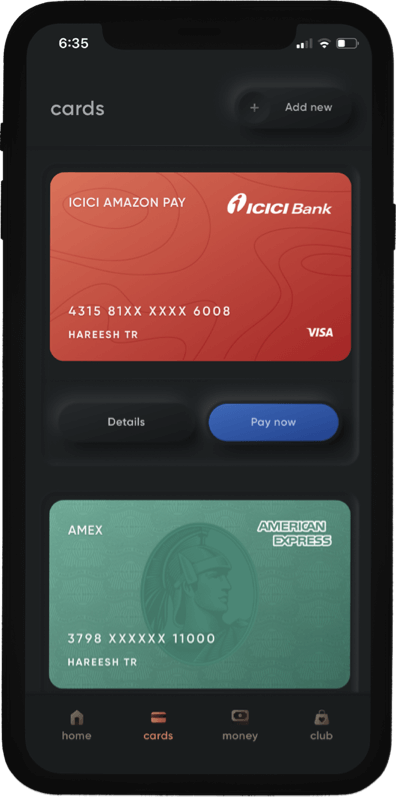 6:35
cards
+ Add new
ICICI AMAZON PAY
ICICI Bank
4315 81XX XXXX 6008
HAREESH TR
VISA
Details
Pay now
AMEX
AMERICAN
EXPRESS
3798 XXXXXX 11000
HAREESH TR
home
cards
money
club